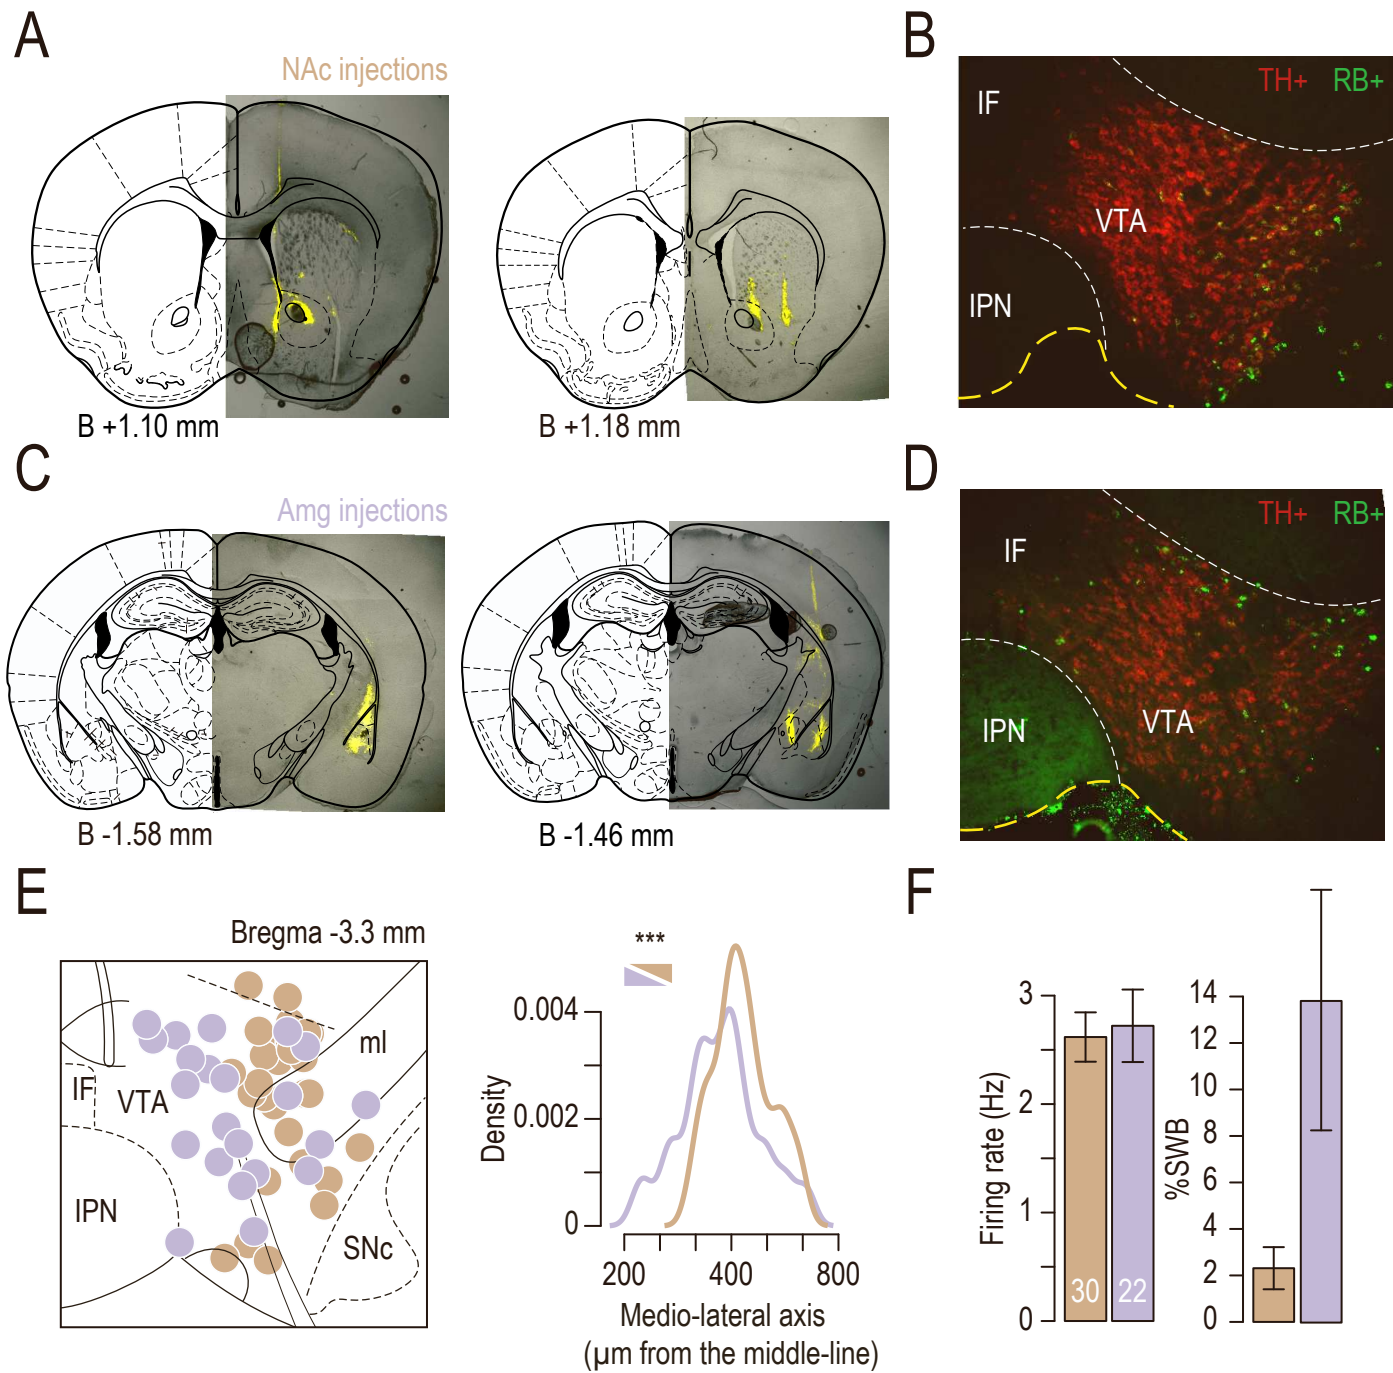 A
NAc injections
B +1.10 mm
B +1.18 mm
B
TH+ RB+
IF
VTA
IPN
C
Amg injections
B -1.58 mm
B -1.46 mm
D
TH+ RB+
IF
IPN
VTA
E
Bregma -3.3 mm
ml
IF
VTA
IPN
SNc
***
Density
0.004
0.002
0
200
400
800
Medio-lateral axis
(µm from the middle-line)
F
Firing rate (Hz)
3
2
1
0
30
22
%SWB
14
12
10
8
6
4
2
0